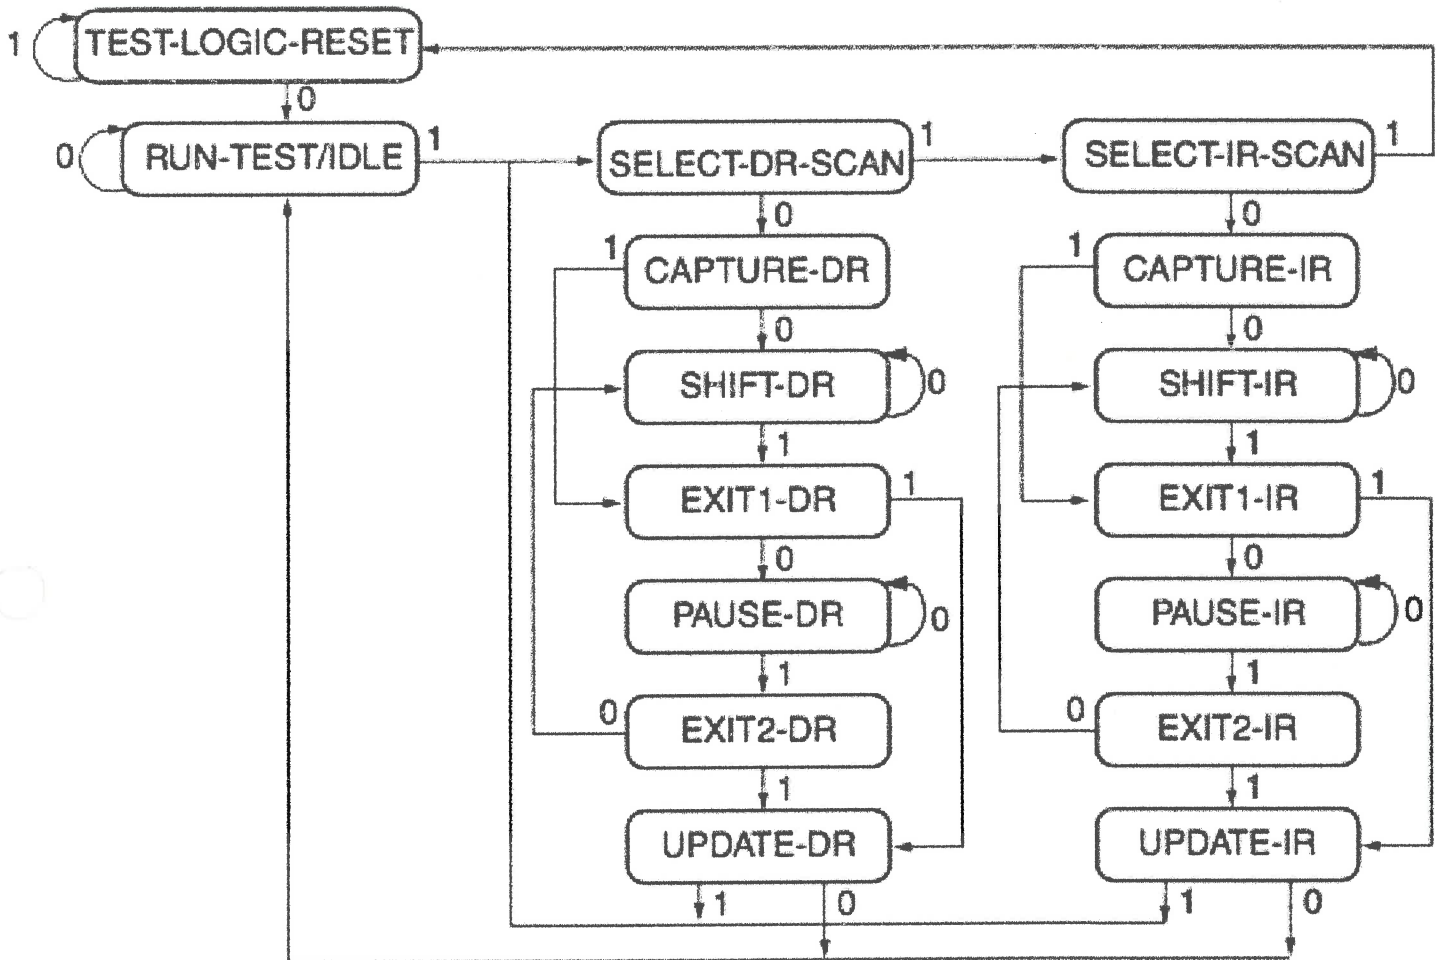 1
TEST-LOGIC-RESET
0
0
RUN-TEST/IDLE
1
SELECT-DR-SCAN
1
SELECT-IR-SCAN
1
0
0
1
CAPTURE-DR
1
CAPTURE-IR
0
0
SHIFT-DR
0
SHIFT-IR
0
1
1
EXIT1-DR
1
EXIT1-IR
1
0
0
PAUSE-DR
0
PAUSE-IR
0
1
1
0
EXIT2-DR
0
EXIT2-IR
1
1
UPDATE-DR
UPDATE-IR
1
0
1
0